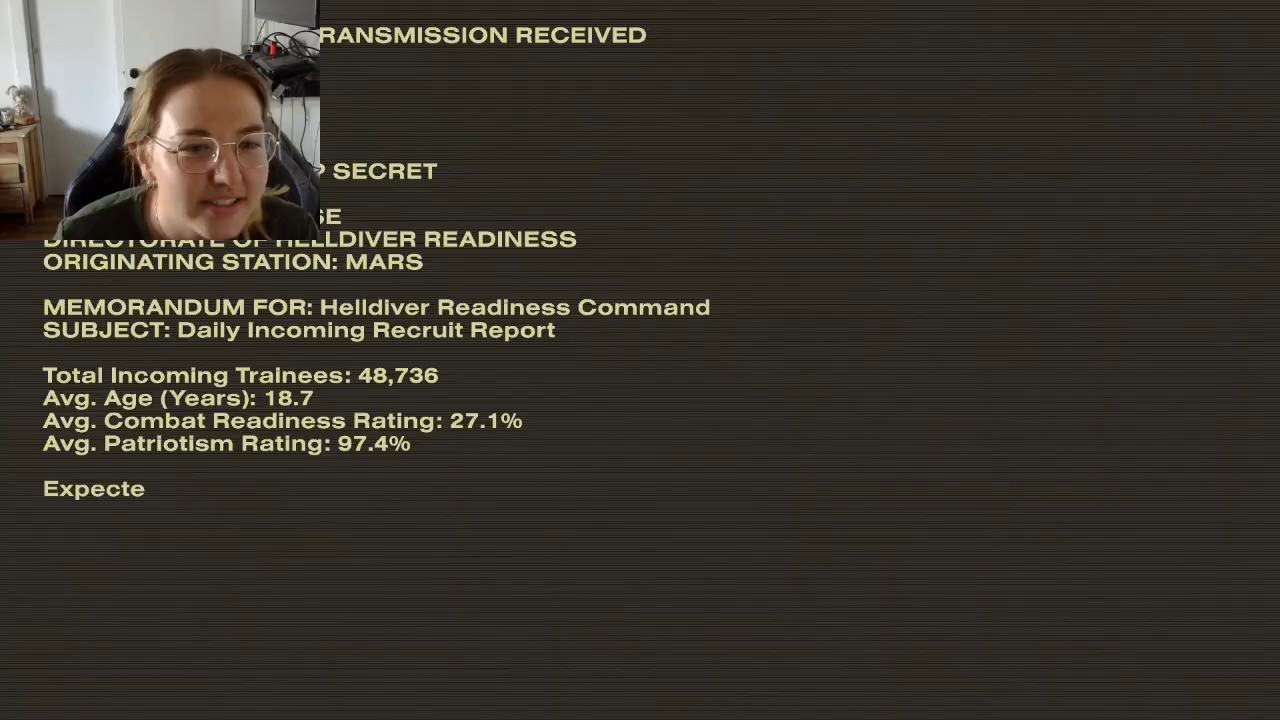 RANSMISSION RECEIVED
SECRET
DIRECTORATE OF HELLDIVER READINESS
ORIGINATING STATION: MARS
MEMORANDUM FOR: Helldiver Readiness Command
SUBJECT: Daily Incoming Recruit Report
Total Incoming Trainees: 48,736
Avg. Age (Years): 18.7
Avg. Combat Readiness Rating: 27.1%
Avg. Patriotism Rating: 97.4%
Expecte